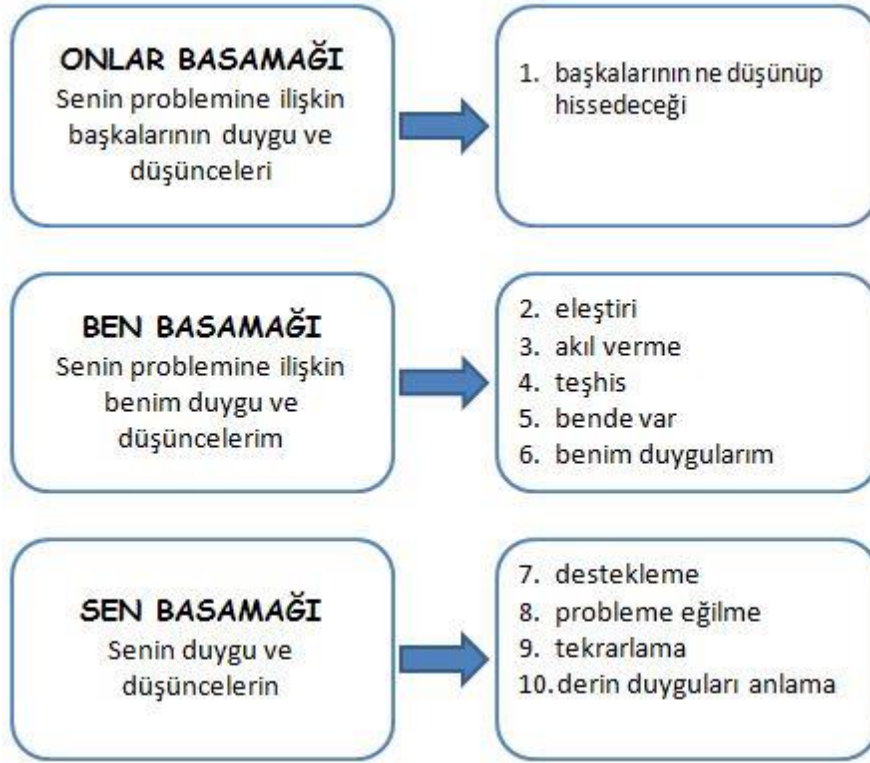 ONLAR BASAMAĞI
Senin problemine ilişkin
başkalarının duygu ve
düşünceleri
1. başkalarının ne düşünüp
hissedeceği
BEN BASAMAĞI
Senin problemine ilişkin
benim duygu ve
düşüncelerim
2. eleştiri
3. akıl verme
4. teşhis
5. bende var
6. benim duygularım
SEN BASAMAĞI
Senin duygu ve
düşüncelerin
7. destekleme
8. probleme eğilme
9. tekrarlama
10. derin duyguları anlama